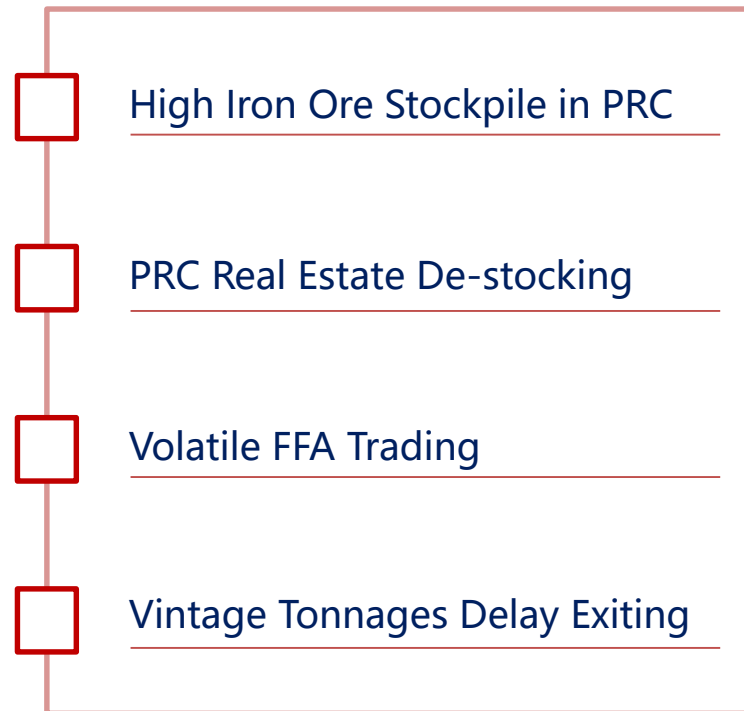 High Iron Ore Stockpile in PRC
PRC Real Estate De-stocking
Volatile FFA Trading
Vintage Tonnages Delay Exiting